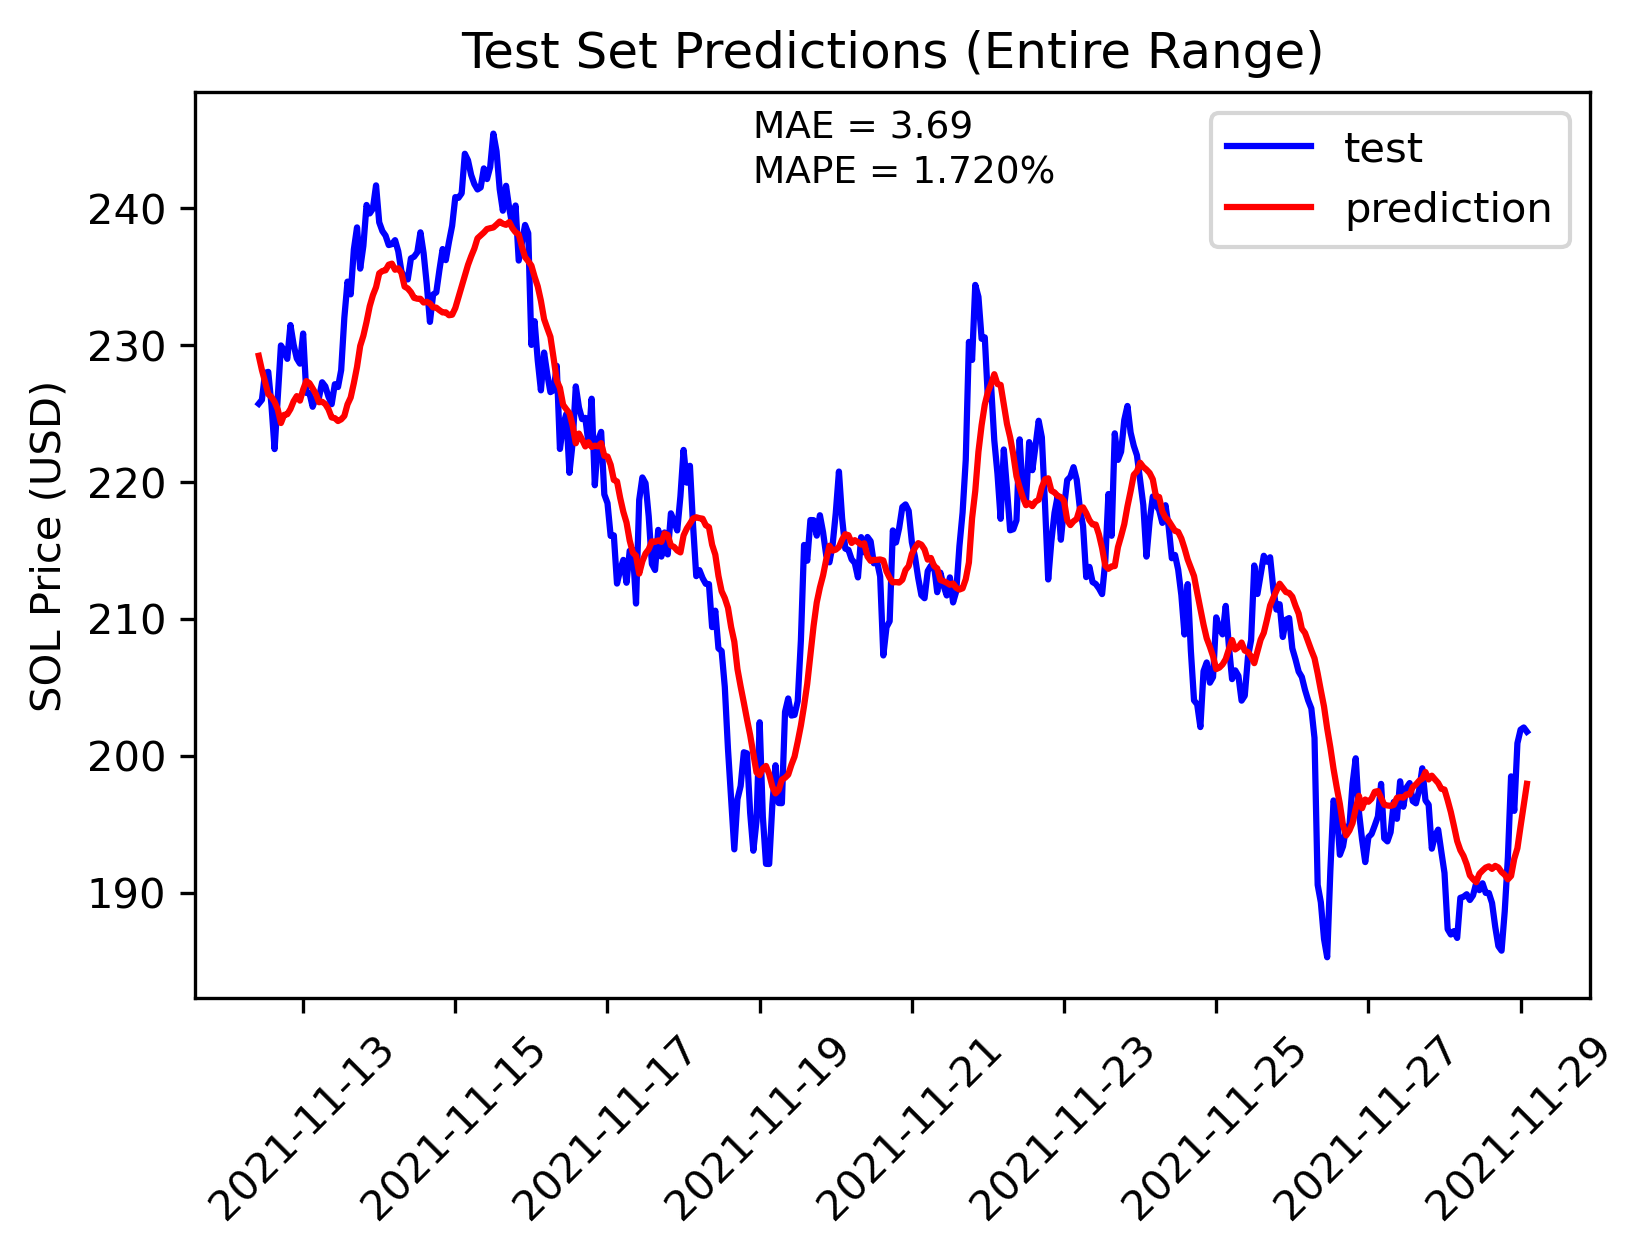 Test Set Predictions (Entire Range)
MAE = 3.69
MAPE = 1.720%
test
prediction
SOL Price (USD)
240
230
220
210
200
190
2021-11-13
2021-11-15
2021-11-17
2021-11-19
2021-11-21
2021-11-23
2021-11-25
2021-11-27
2021-11-29